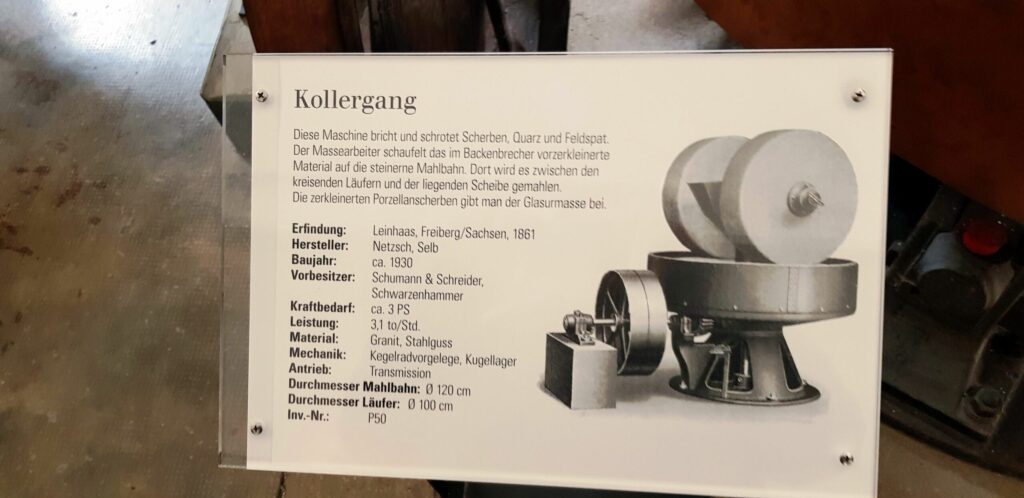 Kollergang
Diese Maschine bricht und schrotet Scherben, Quarz und Feldspat.
Der Massearbeiter schaufelt das im Backenbrecher vorzerkleinerte
Material auf die steinerne Mahlbahn. Dort wird es zwischen den
kreisenden Läufern und der liegenden Scheibe gemahlen.
Die zerkleinerten Porzellanscherben gibt man der Glasurmasse bei.
Erfindung: Leinhaas, Freiberg/Sachsen, 1861
Hersteller: Netzsch, Selb
Baujahr: ca. 1930
Vorbesitzer: Schumann & Schreider,
Schwarzenhammer
Kraftbedarf: ca. 3 PS
Leistung: 3,1 to/Std.
Material: Granit, Stahlguss
Mechanik: Kegelradvorgelege, Kugellager
Antrieb: Transmission
Durchmesser Mahlbahn: Ø 120 cm
Durchmesser Läufer: Ø 100 cm
Inv.-Nr.: P50